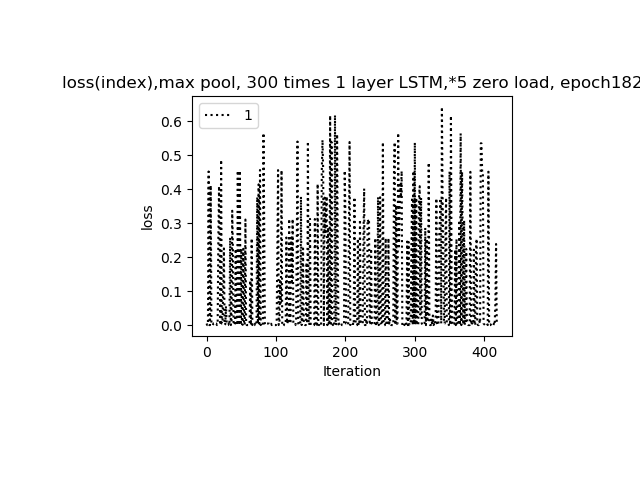 loss(index),max pool, 300 times 1 layer LSTM,*5 zero load, epoch182
1
0.6
0.5
0.4
0.3
0.2
0.1
0.0
loss
0 100 200 300 400
Iteration